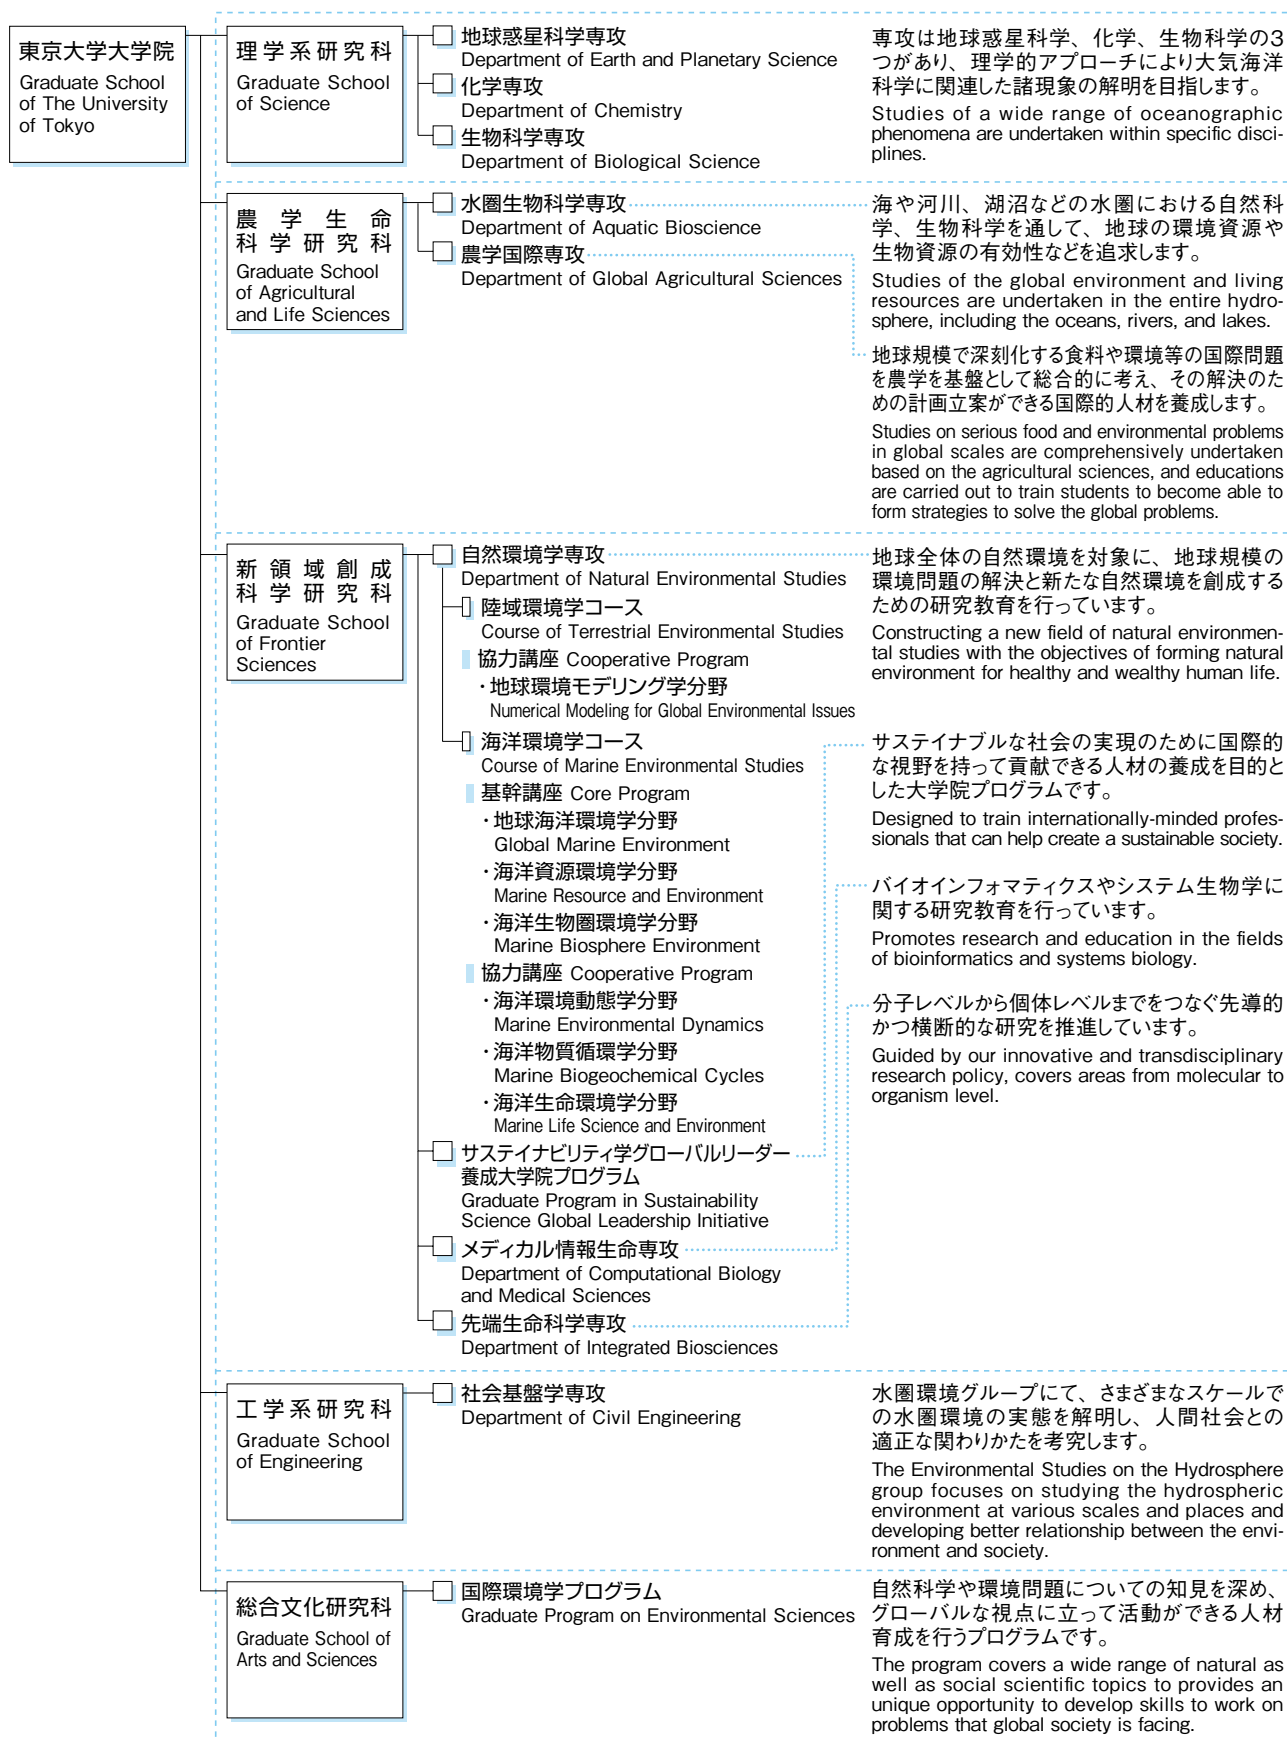 東京大学大学院
Graduate School
of The University
of Tokyo
理学系研究科
Graduate School
of Science
地球惑星科学専攻
Department of Earth and Planetary Science
化学専攻
Department of Chemistry
生物科学専攻
Department of Biological Science
専攻は地球惑星科学、化学、生物科学の3
つがあり、理学的アプローチにより大気海洋
科学に関連した諸現象の解明を目指します。
Studies of a wide range of oceanographic
phenomena are undertaken within specific disci-
plines.
農学生命
科学研究科
Graduate School
of Agricultural
and Life Sciences
水圏生物科学専攻
Department of Aquatic Bioscience
農学国際専攻
Department of Global Agricultural Sciences
海や河川、湖沼などの水圏における自然科
学、生物科学を通して、地球の環境資源や
生物資源の有効性などを追求します。
Studies of the global environment and living
resources are undertaken in the entire hydro-
sphere, including the oceans, rivers, and lakes.
地球規模で深刻化する食料や環境等の国際問題
を農学を基盤として総合的に考え、その解決のた
めの計画立案ができる国際的人材を養成します。
Studies on serious food and environmental problems
in global scales are comprehensively undertaken
based on the agricultural sciences, and educations
are carried out to train students to become able to
form strategies to solve the global problems.
新領域創成
科学研究科
Graduate School
of Frontier
Sciences
自然環境学専攻
Department of Natural Environmental Studies
陸域環境学コース
Course of Terrestrial Environmental Studies
協力講座 Cooperative Program
・地球環境モデリング学分野
Numerical Modeling for Global Environmental Issues
海洋環境学コース
Course of Marine Environmental Studies
基幹講座 Core Program
・地球海洋環境学分野
Global Marine Environment
・海洋資源環境学分野
Marine Resource and Environment
・海洋生物圏環境学分野
Marine Biosphere Environment
協力講座 Cooperative Program
・海洋環境動態学分野
Marine Environmental Dynamics
・海洋物質循環学分野
Marine Biogeochemical Cycles
・海洋生命環境学分野
Marine Life Science and Environment
サステイナビリティ学グローバルリーダー
養成大学院プログラム
Graduate Program in Sustainability
Science Global Leadership Initiative
メディカル情報生命専攻
Department of Computational Biology
and Medical Sciences
先端生命科学専攻
Department of Integrated Biosciences
地球全体の自然環境を対象に、地球規模の
環境問題の解決と新たな自然環境を創成する
ための研究教育を行っています。
Constructing a new field of natural environmen-
tal studies with the objectives of forming natural
environment for healthy and wealthy human life.
サステイナブルな社会の実現のために国際的
な視野を持って貢献できる人材の養成を目的と
した大学院プログラムです。
Designed to train internationally-minded profes-
sionals that can help create a sustainable society.
バイオインフォマティクスやシステム生物学に
関する研究教育を行っています。
Promotes research and education in the fields
of bioinformatics and systems biology.
分子レベルから個体レベルまでをつなぐ先導的
かつ横断的な研究を推進しています。
Guided by our innovative and transdisciplinary
research policy, covers areas from molecular to
organism level.
工学系研究科
Graduate School
of Engineering
社会基盤学専攻
Department of Civil Engineering
水圏環境グループにて、さまざまなスケールで
の水圏環境の実態を解明し、人間社会との
適正な関わりかたを考究します。
The Environmental Studies on the Hydrosphere
group focuses on studying the hydrospheric
environment at various scales and places and
developing better relationship between the envi-
ronment and society.
総合文化研究科
Graduate School of
Arts and Sciences
国際環境学プログラム
Graduate Program on Environmental Sciences
自然科学や環境問題についての知見を深め、
グローバルな視点に立って活動ができる人材
育成を行うプログラムです。
The program covers a wide range of natural as
well as social scientific topics to provides an
unique opportunity to develop skills to work on
problems that global society is facing.